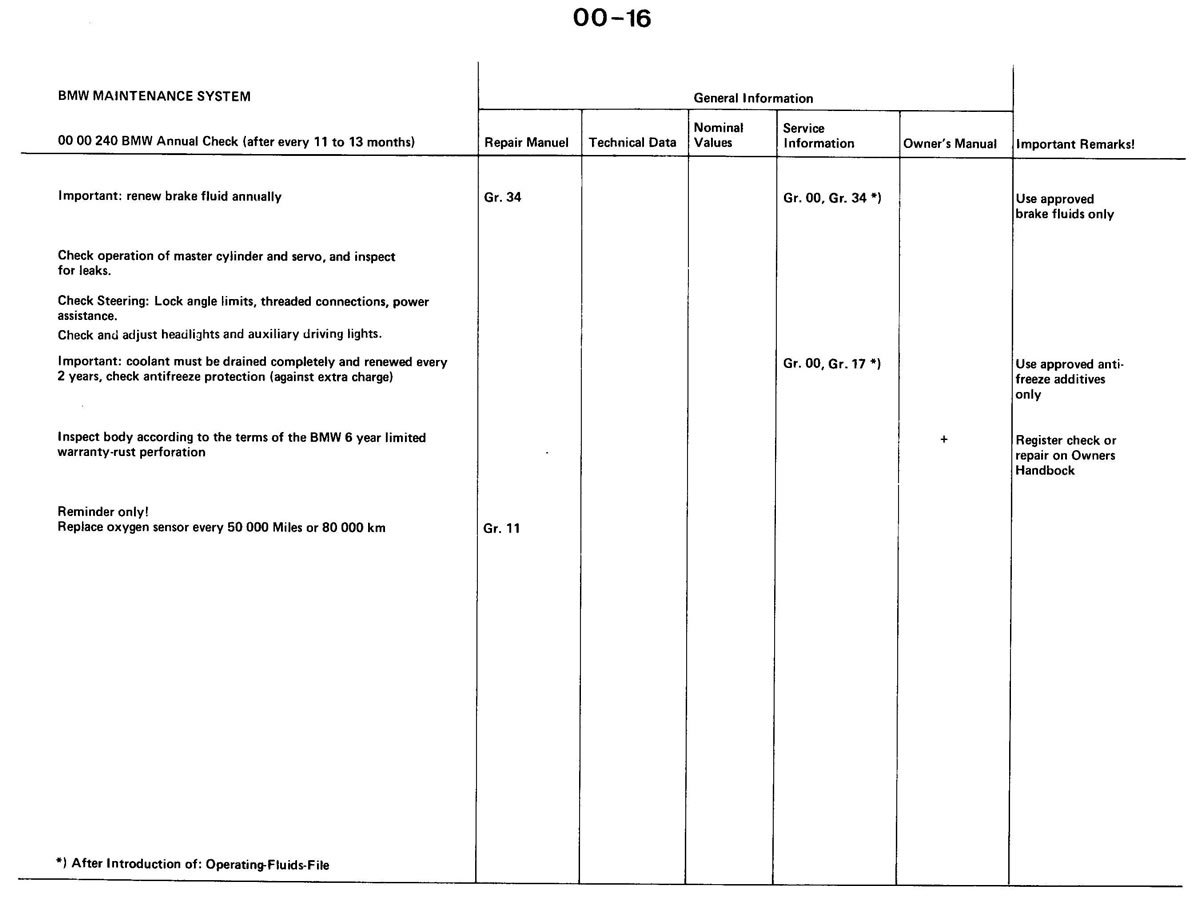 00-16
BMW MAINTENANCE SYSTEM
General Information
00 00 240 BMW Annual Check (after every 11 to 13 months)
Repair Manuel
Technical Data
Nominal
Values
Service
Information
Owner's Manual
Important Remarks!
Important: renew brake fluid annually
Gr. 34
Gr. 00, Gr. 34 *)
Use approved
brake fluids only
Check operation of master cylinder and servo, and inspect
for leaks.
Check Steering: Lock angle limits, threaded connections, power
assistance.
Check and adjust headlights and auxiliary driving lights.
Important: coolant must be drained completely and renewed every
2 years, check antifreeze protection (against extra charge)
Gr. 00, Gr. 17 *)
Use approved anti-
freeze additives
only
Inspect body according to the terms of the BMW 6 year limited
warranty-rust perforation
+
Register check or
repair on Owners
Handbock
Reminder only!
Replace oxygen sensor every 50 000 Miles or 80 000 km
Gr. 11
*) After Introduction of: Operating-Fluids-File